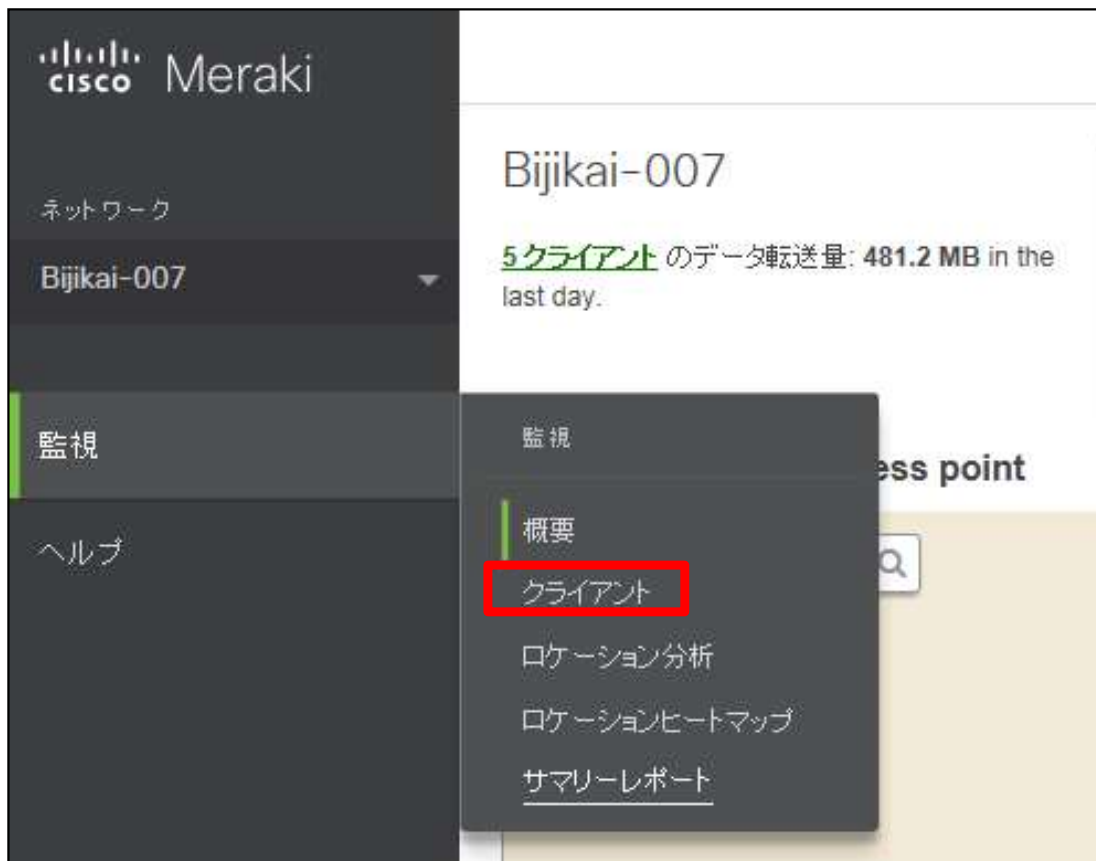 cisco Meraki
ネットワーク
Bijikai-007
監視
ヘルプ
Bijikai-007
5 クライアント のデータ転送量: 481.2 MB in the
last day.
ess point
監視
概要
クライアント
ロケーション分析
ロケーションヒートマップ
サマリーレポート